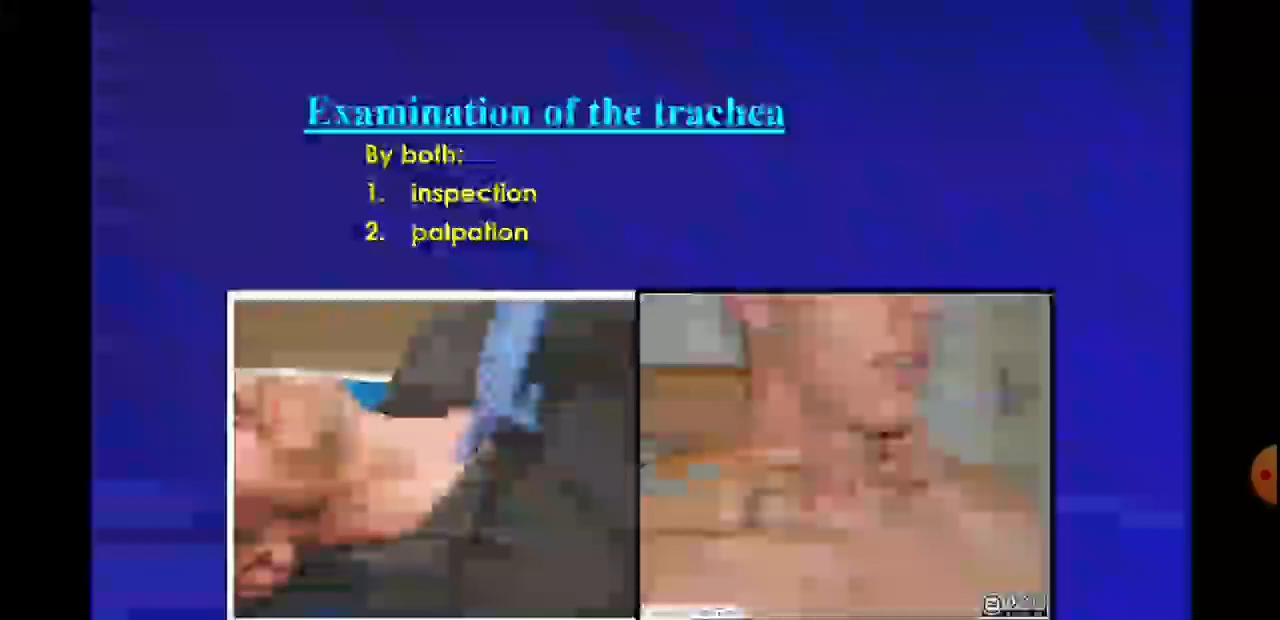 Examination of the trachea
By both:
1. inspection
2. palpation